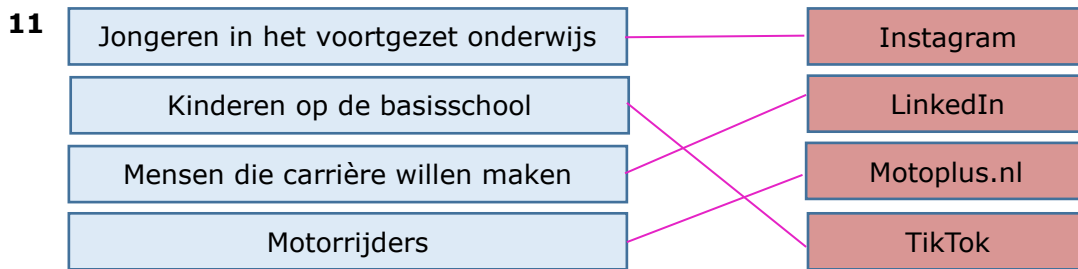 11
Jongeren in het voortgezet onderwijs
Instagram
Kinderen op de basisschool
LinkedIn
Mensen die carrière willen maken
Motoplus.nl
Motorrijders
TikTok